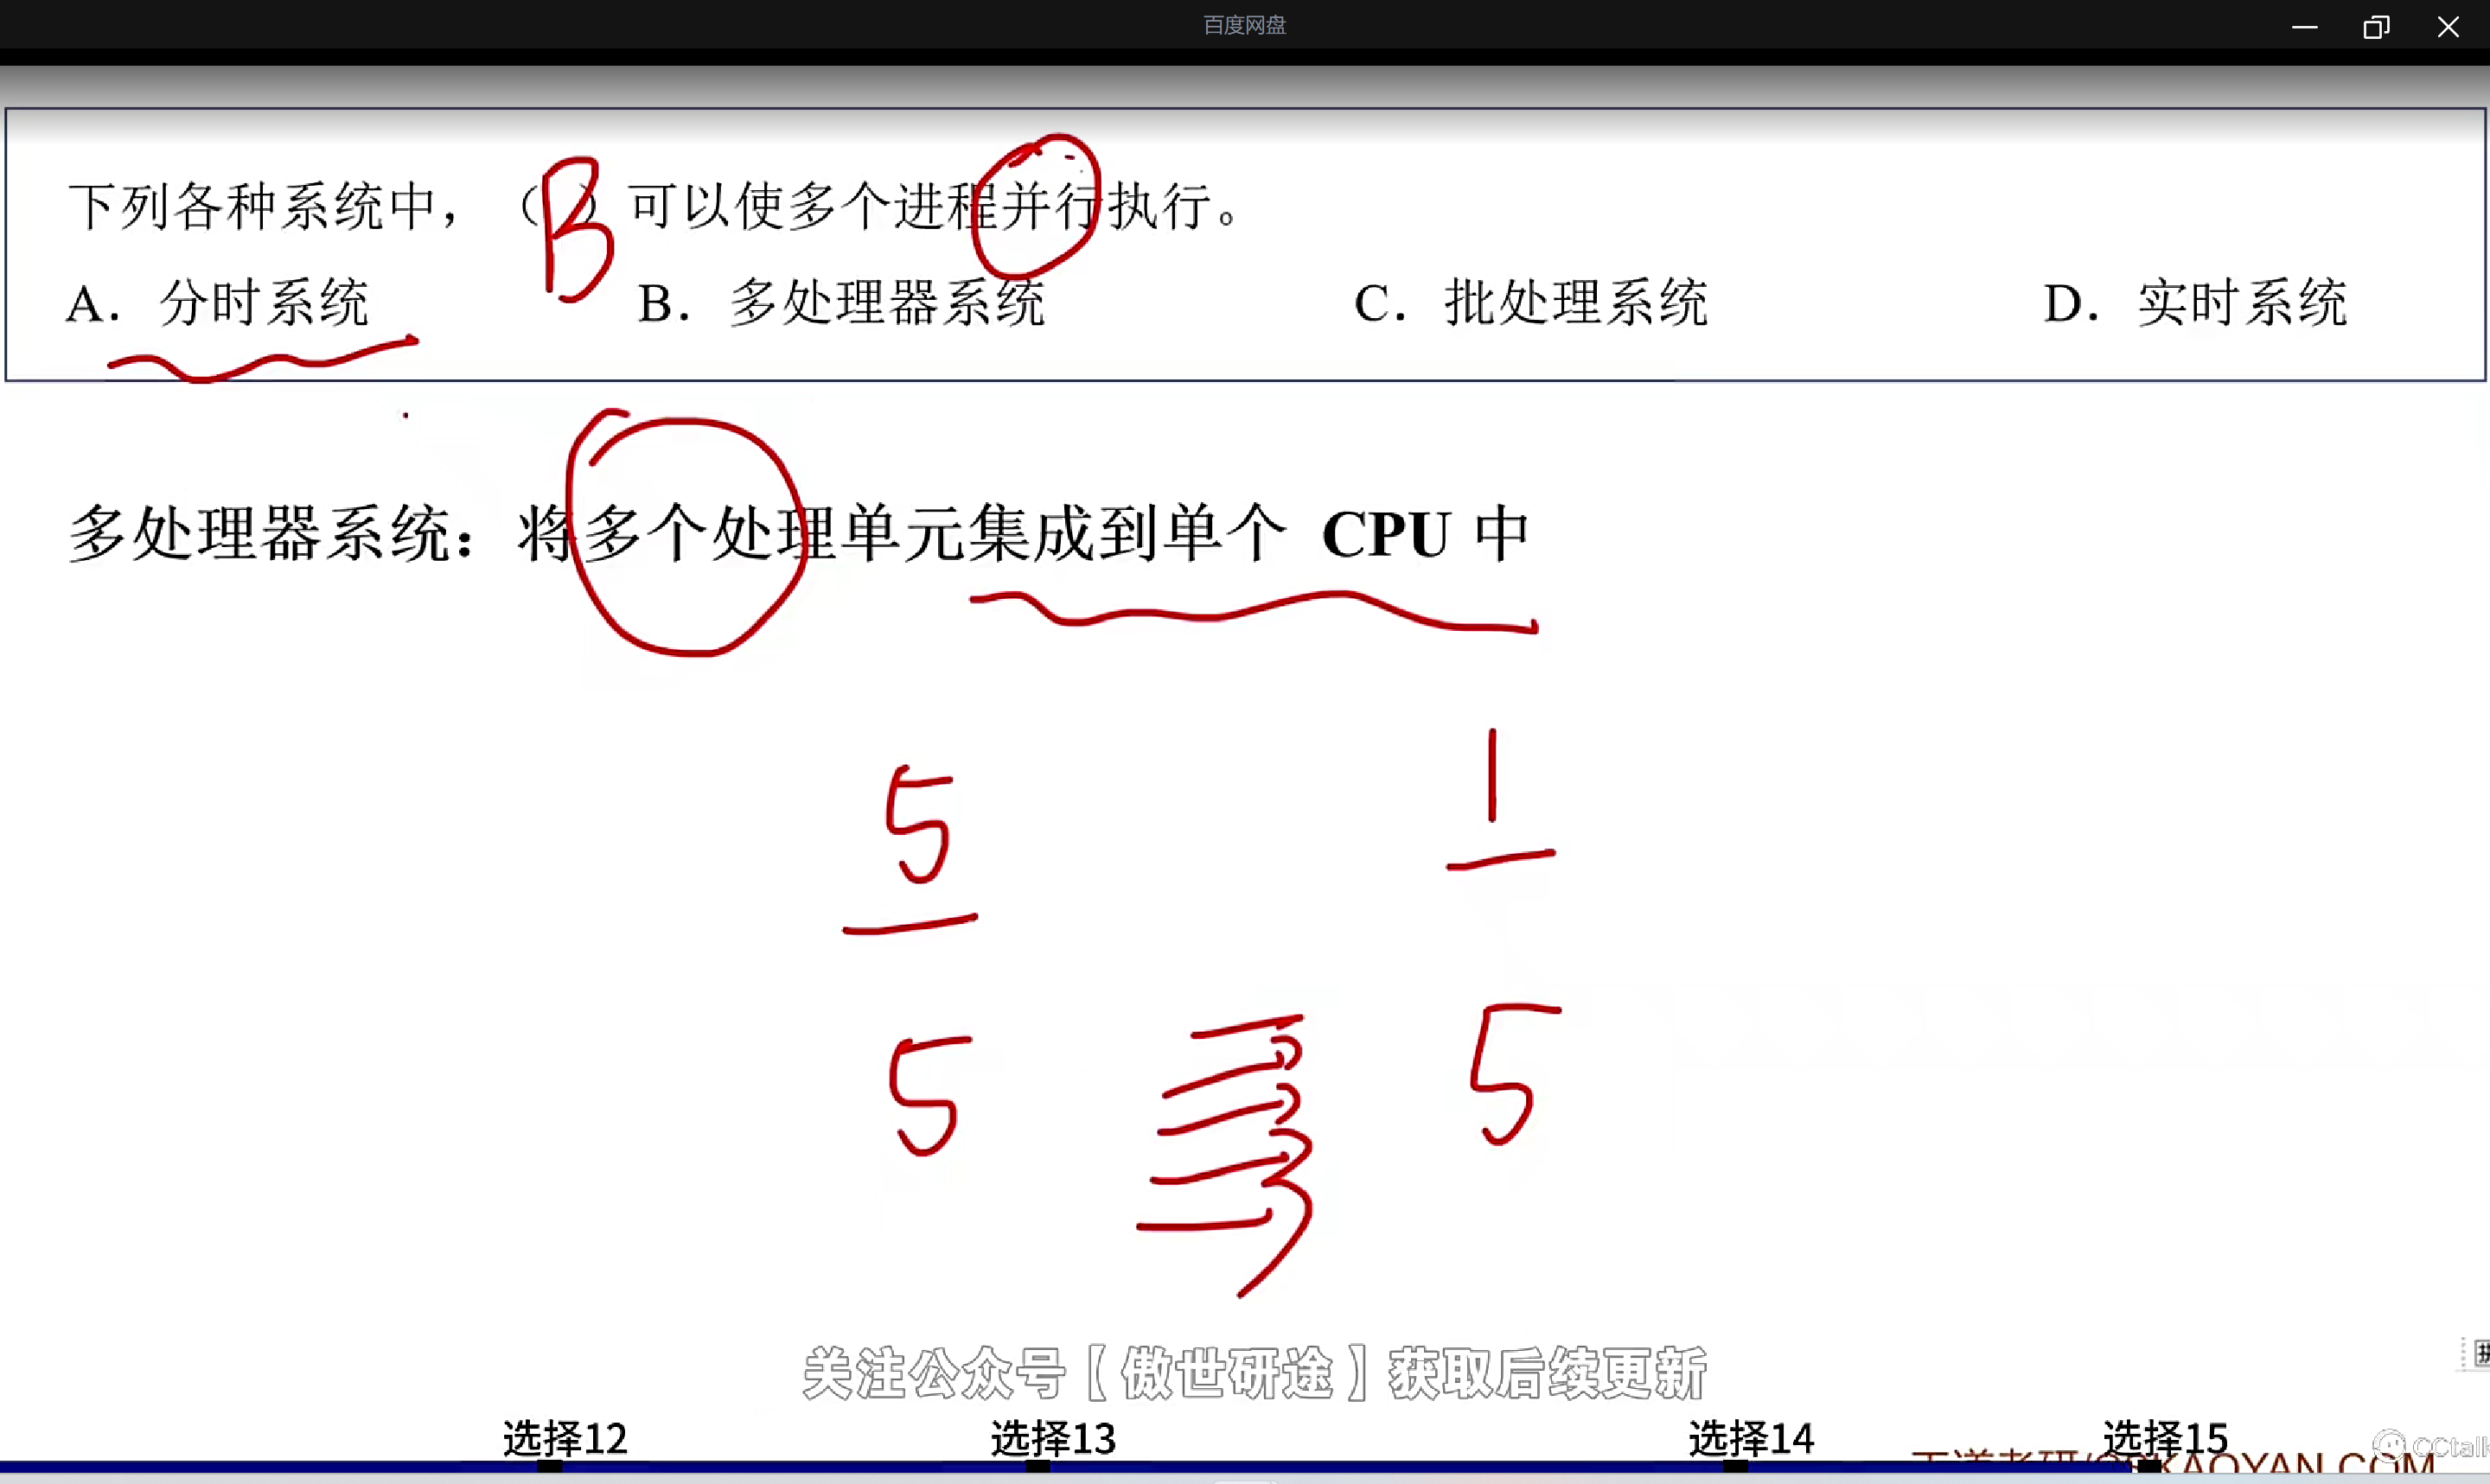 百度网盘
下列各种系统中，（B）可以使多个进程并行执行。
A. 分时系统 B. 多处理器系统 C. 批处理系统 D. 实时系统
多处理器系统：将多个处理单元集成到单个 CPU 中
5 1
5 5
关注公众号【傲世研途】获取后续更新
选择12 选择13 选择14 选择15
KAOYAN.COM
CCtalk